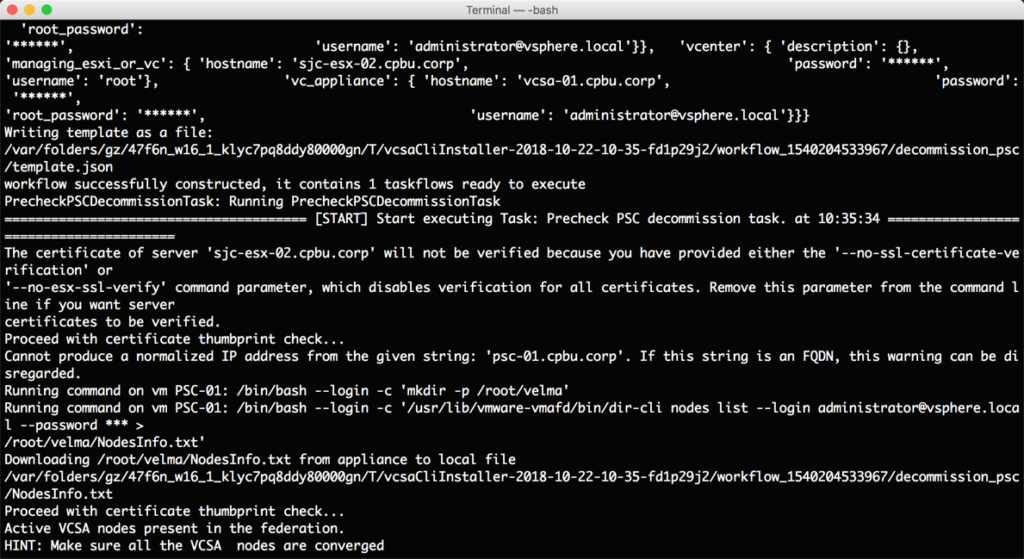 Terminal — -bash
'root_password':
'******', 'username': 'administrator@vsphere.local'}}, 'vcenter': { 'description': {},
'managing_esxi_or_vc': { 'hostname': 'sjc-esx-02.cpbu.corp', 'password': '******',
'username': 'root'}, 'vc_appliance': { 'hostname': 'vcsa-01.cpbu.corp', 'password':
'******',
'root_password': '******', 'username': 'administrator@vsphere.local'}}}
Writing template as a file:
/var/folders/gz/47f6n_w16_1_klyc7pq8ddy80000gn/T/vcsaCliInstaller-2018-10-22-10-35-fd1p29j2/workflow_1540204533967/decommission_psc
/template.json
workflow successfully constructed, it contains 1 taskflows ready to execute
PrecheckPSCDecommissionTask: Running PrecheckPSCDecommissionTask
======================================= [START] Start executing Task: Precheck PSC decommission task. at 10:35:34 =================
======================
The certificate of server 'sjc-esx-02.cpbu.corp' will not be verified because you have provided either the '--no-ssl-certificate-ve
rification' or
'--no-esx-ssl-verify' command parameter, which disables verification for all certificates. Remove this parameter from the command l
ine if you want server
certificates to be verified.
Proceed with certificate thumbprint check...
Cannot produce a normalized IP address from the given string: 'psc-01.cpbu.corp'. If this string is an FQDN, this warning can be di
sregarded.
Running command on vm PSC-01: /bin/bash --login -c 'mkdir -p /root/velma'
Running command on vm PSC-01: /bin/bash --login -c '/usr/lib/vmware-vmafd/bin/dir-cli nodes list --login administrator@vsphere.loca
l --password *** >
/root/velma/NodesInfo.txt'
Downloading /root/velma/NodesInfo.txt from appliance to local file
/var/folders/gz/47f6n_w16_1_klyc7pq8ddy80000gn/T/vcsaCliInstaller-2018-10-22-10-35-fd1p29j2/workflow_1540204533967/decommission_psc
/NodesInfo.txt
Proceed with certificate thumbprint check...
Active VCSA nodes present in the federation.
HINT: Make sure all the VCSA  nodes are converged